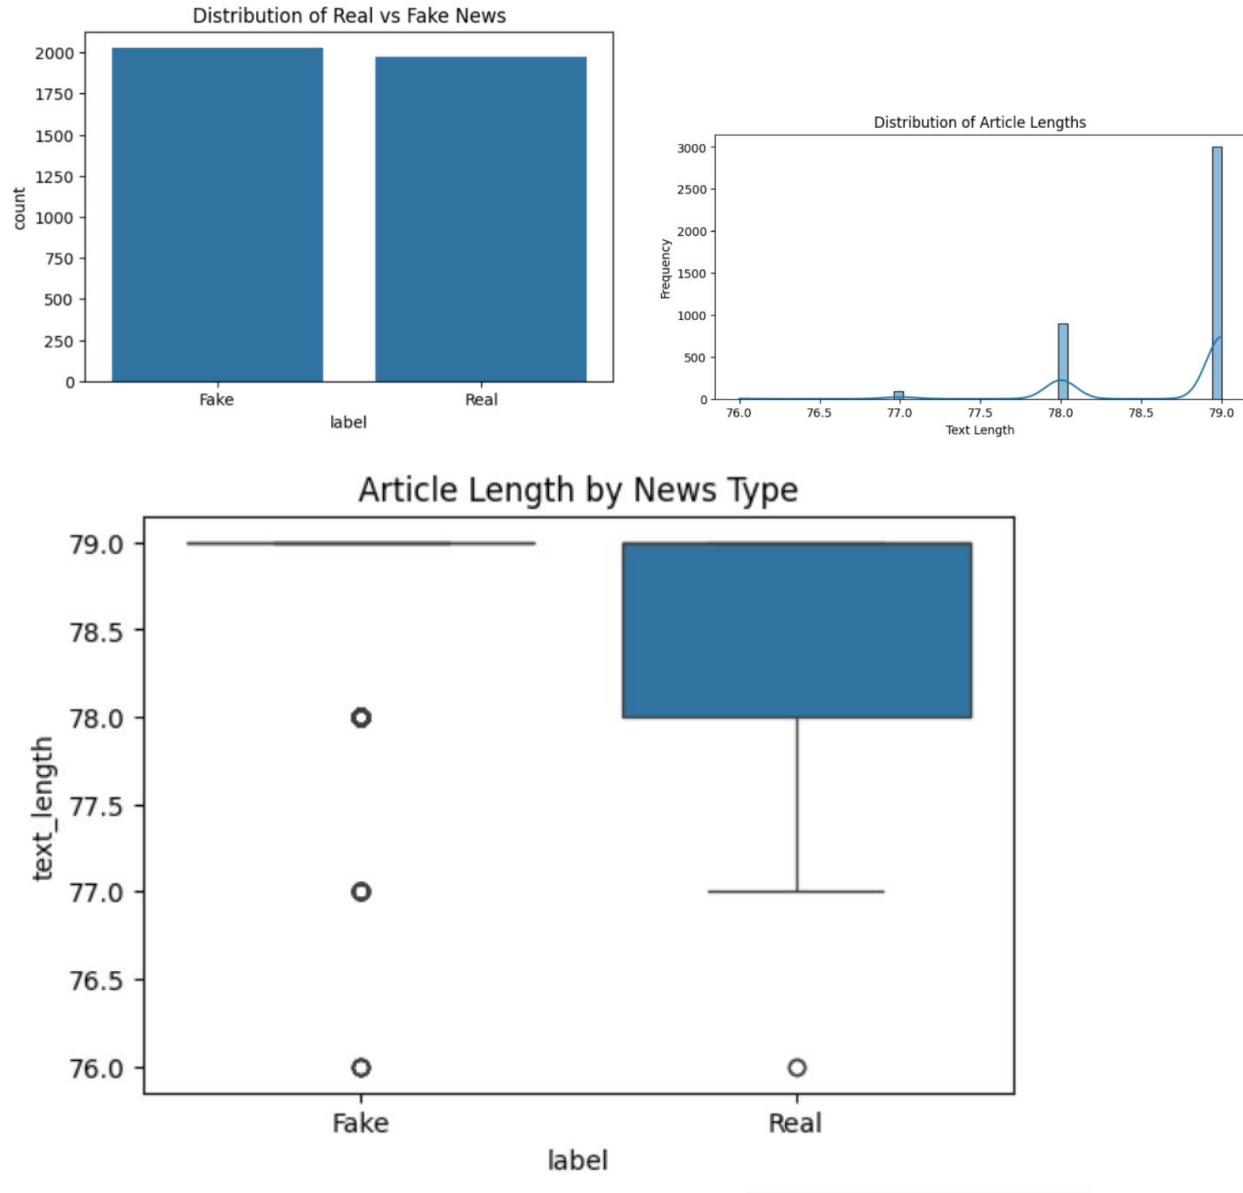 Distribution of Real vs Fake News
2000
1750
1500
1250
1000
750
500
250
0
count
Fake Real
label
Distribution of Article Lengths
3000
2500
2000
1500
1000
500
0
Frequency
76.0 76.5 77.0 77.5 78.0 78.5 79.0
Text Length
Article Length by News Type
79.0
78.5
78.0
77.5
77.0
76.5
76.0
text_length
Fake Real
label